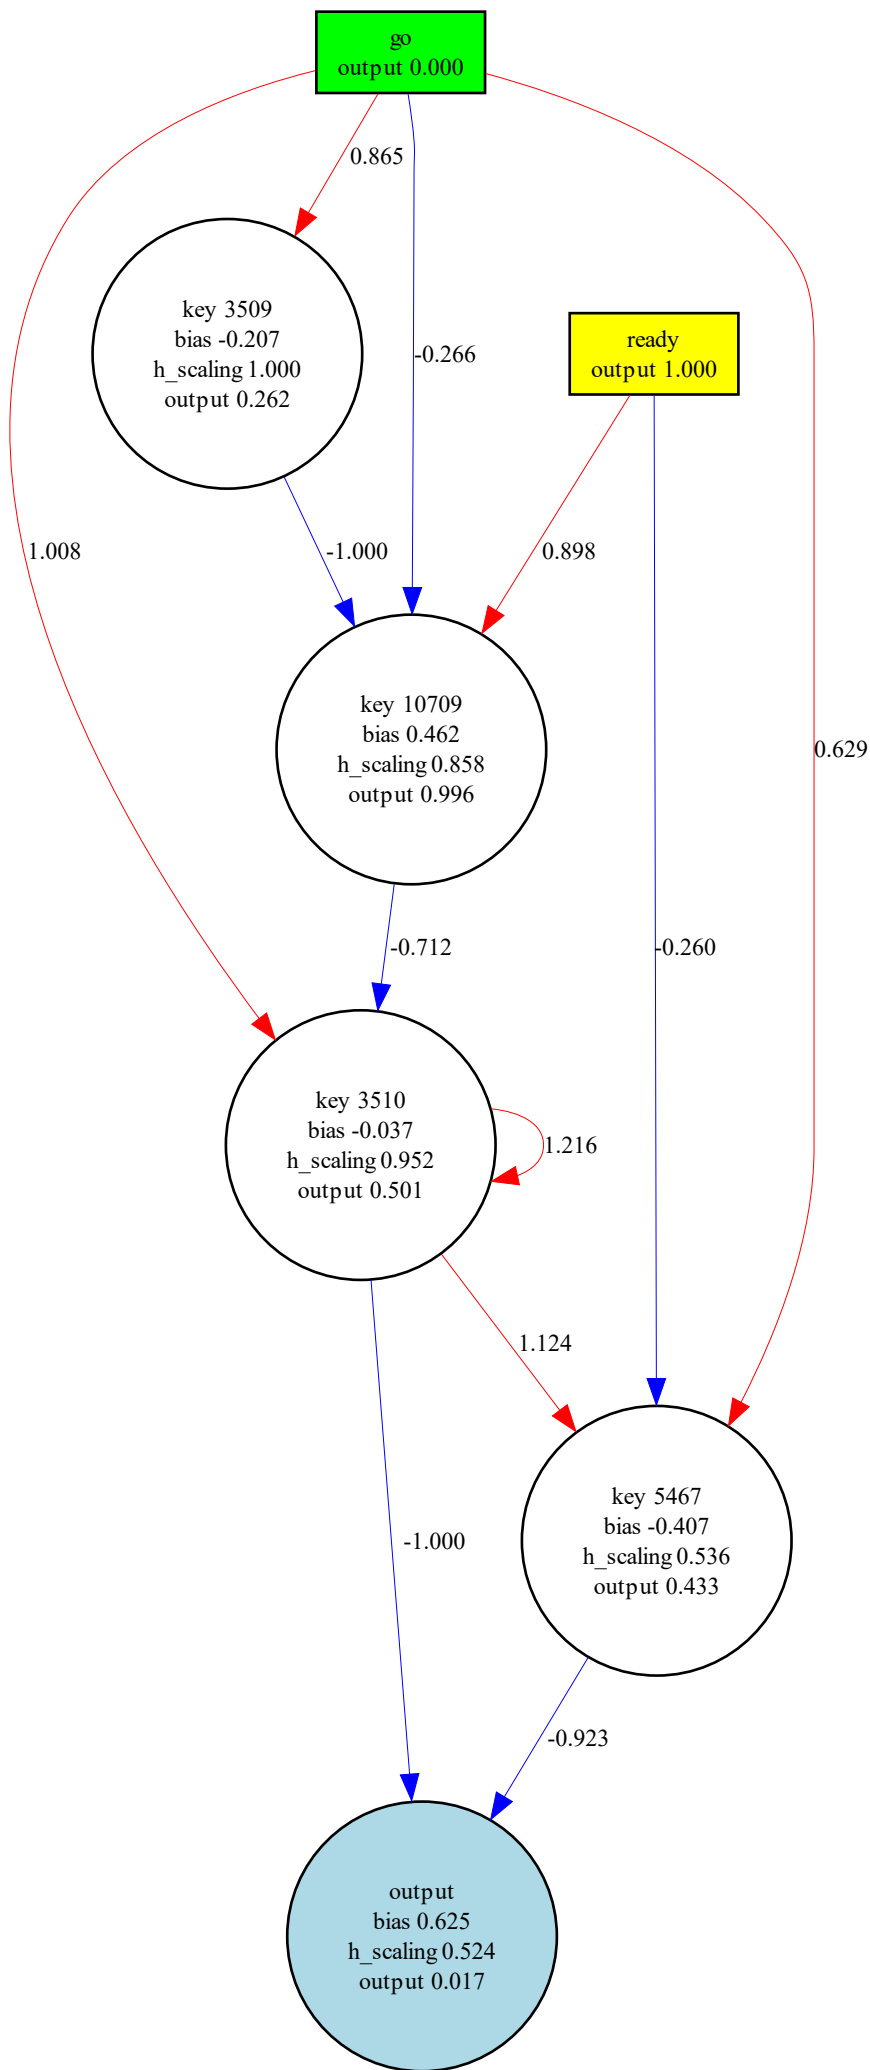 go
output 0.000
0.865
key 3509
bias -0.207
h_scaling 1.000
output 0.262
-0.266
ready
output 1.000
1.008
-1.000
0.898
key 10709
bias 0.462
h_scaling 0.858
output 0.996
0.629
-0.712
-0.260
key 3510
bias -0.037
h_scaling 0.952
output 0.501
1.216
1.124
key 5467
bias -0.407
h_scaling 0.536
output 0.433
-1.000
-0.923
output
bias 0.625
h_scaling 0.524
output 0.017